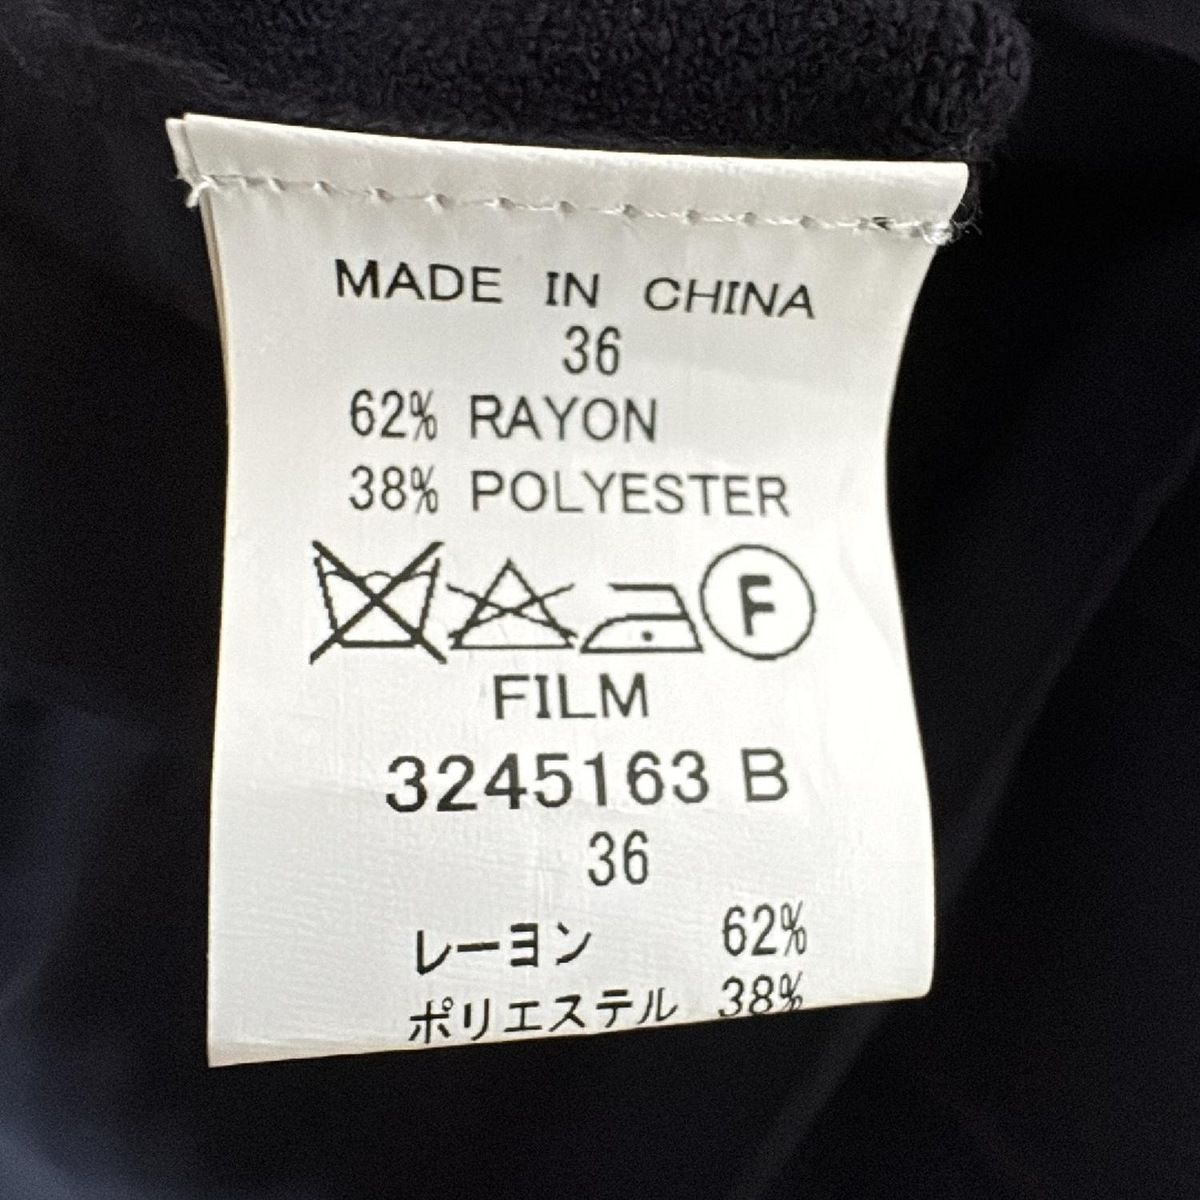 MADE IN CHINA
36
62% RAYON
38% POLYESTER
F
FILM
3245163 B
36
レーヨン 62%
ポリエステル 38%